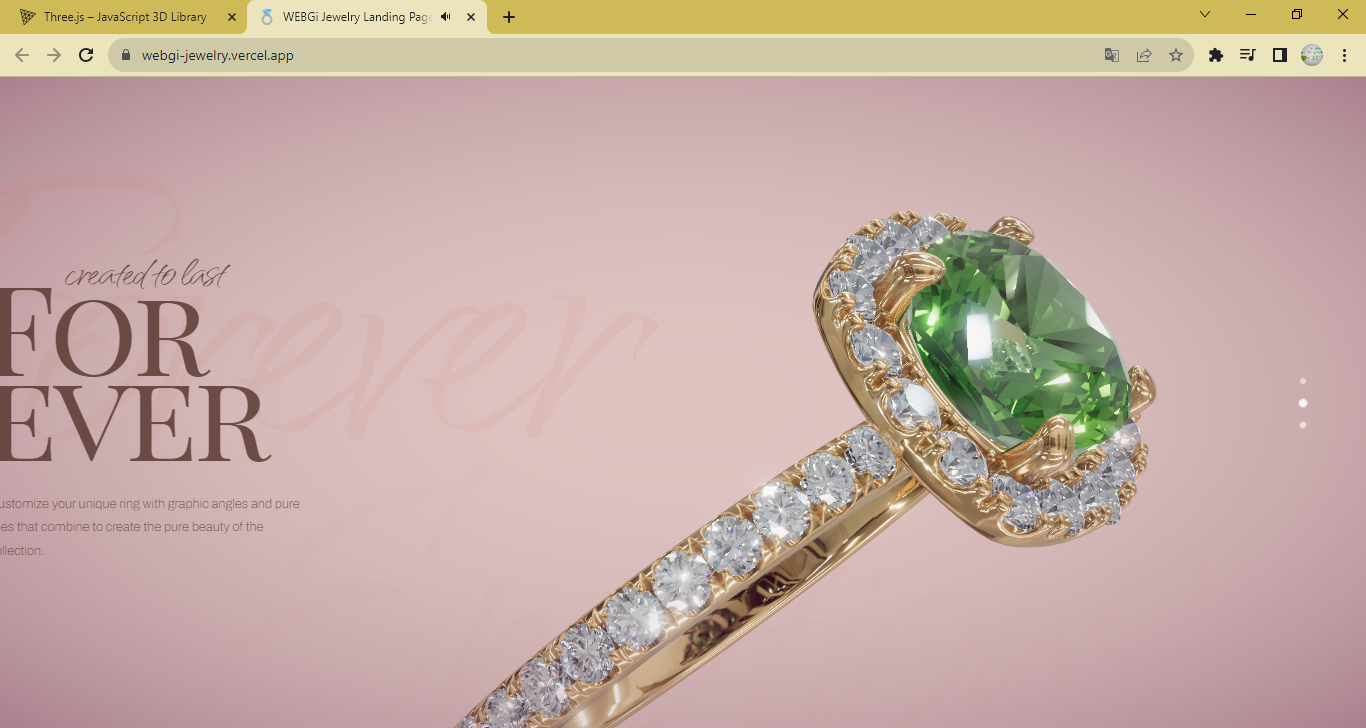 Three.js – JavaScript 3D Library
WEBGi Jewelry Landing Page
webgi-jewelry.vercel.app
Forever
created to last
FOR
EVER
ustomize your unique ring with graphic angles and pure
es that combine to create the pure beauty of the
ollection.